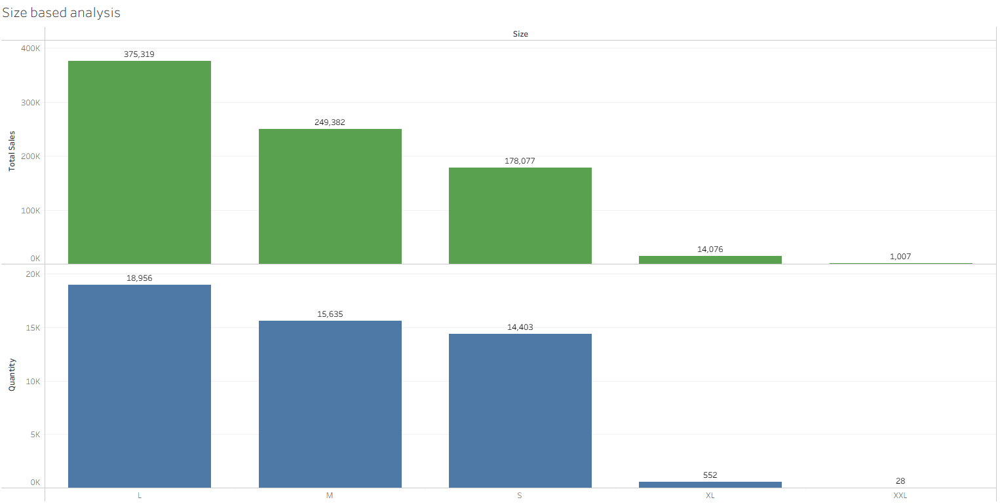 Size based analysis
Size
Total Sales
400K
300K
200K
100K
0K
375,319
249,382
178,077
14,076
1,007
Quantity
20K
15K
10K
5K
0K
18,956
15,635
14,403
552
28
L
M
S
XL
XXL